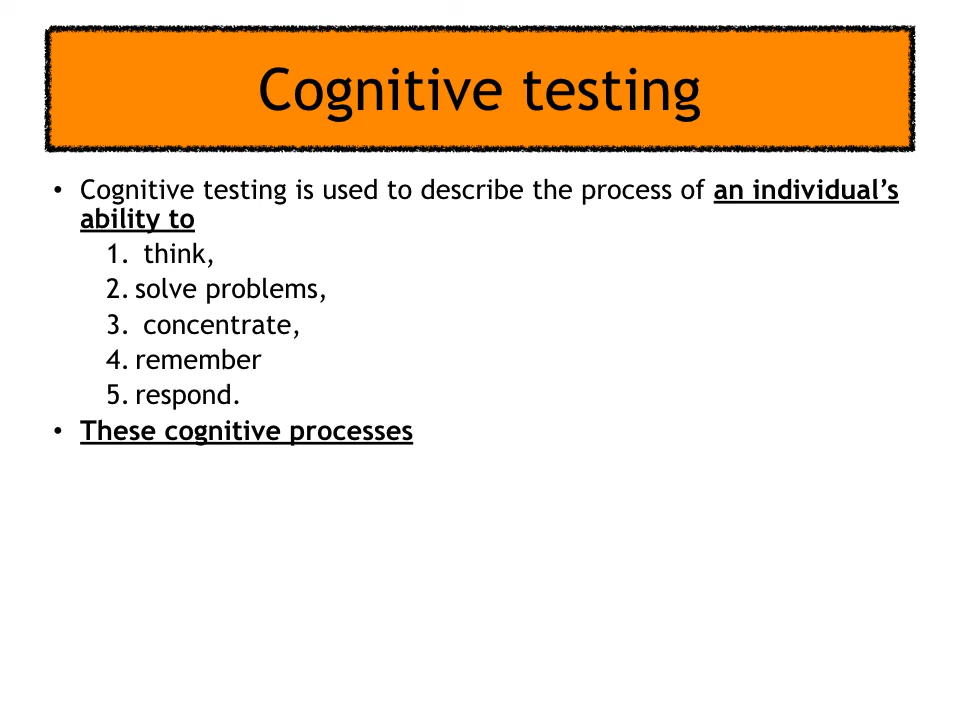 Cognitive testing
• Cognitive testing is used to describe the process of an individual’s
ability to
1. think,
2. solve problems,
3. concentrate,
4. remember
5. respond.
• These cognitive processes